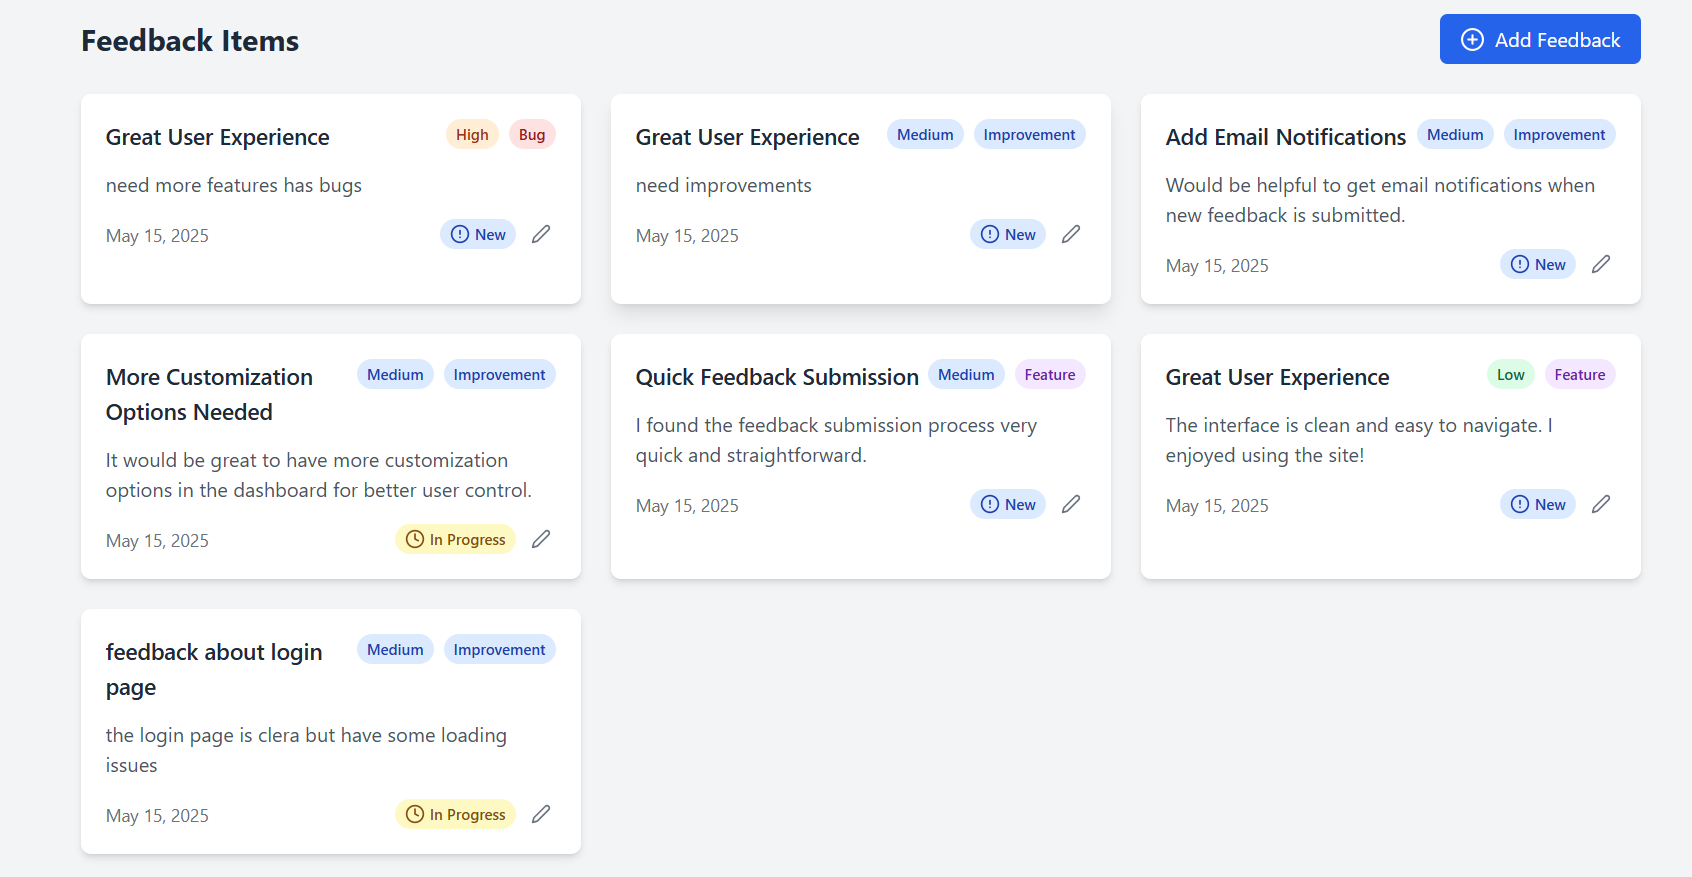 Feedback Items
Add Feedback
Great User Experience
High
Bug
need more features has bugs
May 15, 2025
New
Great User Experience
Medium
Improvement
need improvements
May 15, 2025
New
Add Email Notifications
Medium
Improvement
Would be helpful to get email notifications when
new feedback is submitted.
May 15, 2025
New
More Customization
Options Needed
Medium
Improvement
It would be great to have more customization
options in the dashboard for better user control.
May 15, 2025
In Progress
Quick Feedback Submission
Medium
Feature
I found the feedback submission process very
quick and straightforward.
May 15, 2025
New
Great User Experience
Low
Feature
The interface is clean and easy to navigate. I
enjoyed using the site!
May 15, 2025
New
feedback about login
page
Medium
Improvement
the login page is clera but have some loading
issues
May 15, 2025
In Progress